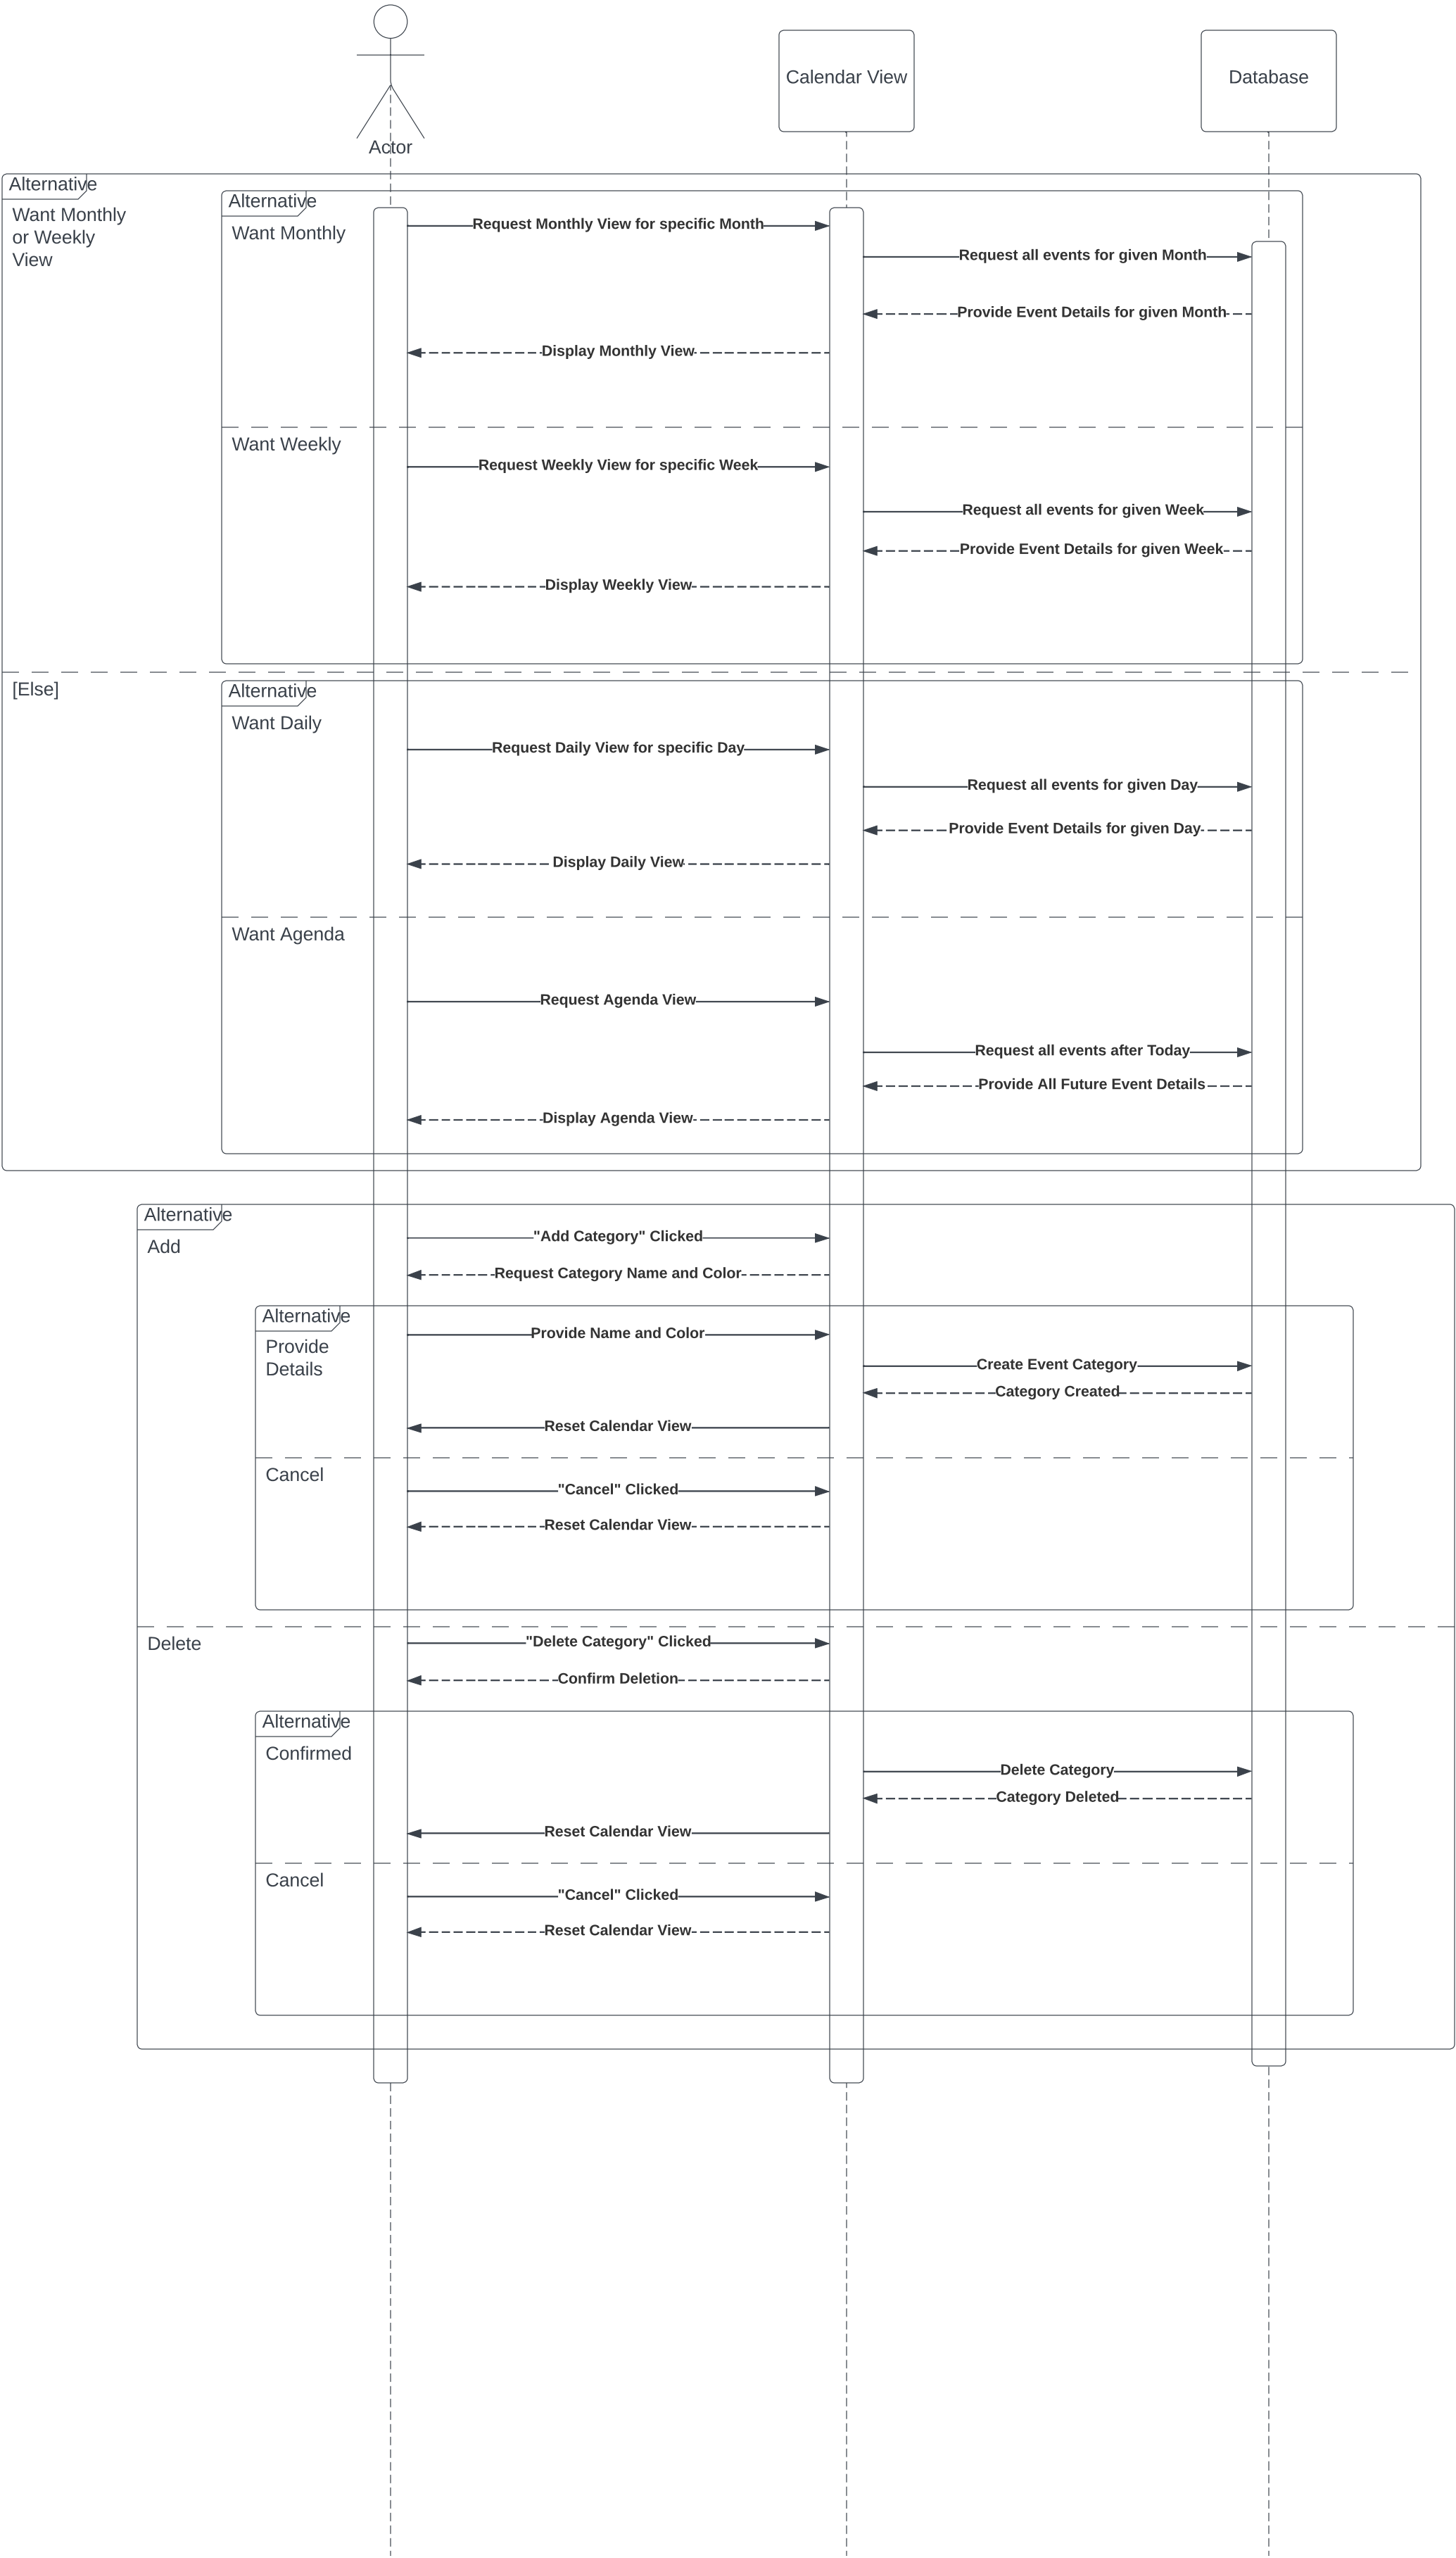 Actor
Calendar View
Database
Alternative
Want Monthly
or Weekly
View
Alternative
Want Monthly
Request Monthly View for specific Month
Request all events for given Month
Provide Event Details for given Month
Display Monthly View
Want Weekly
Request Weekly View for specific Week
Request all events for given Week
Provide Event Details for given Week
Display Weekly View
[Else]
Alternative
Want Daily
Request Daily View for specific Day
Request all events for given Day
Provide Event Details for given Day
Display Daily View
Want Agenda
Request Agenda View
Request all events after Today
Provide All Future Event Details
Display Agenda View
Alternative
Add
"Add Category" Clicked
Request Category Name and Color
Alternative
Provide
Details
Provide Name and Color
Create Event Category
Category Created
Reset Calendar View
Cancel
"Cancel" Clicked
Reset Calendar View
Delete
"Delete Category" Clicked
Confirm Deletion
Alternative
Confirmed
Delete Category
Category Deleted
Reset Calendar View
Cancel
"Cancel" Clicked
Reset Calendar View